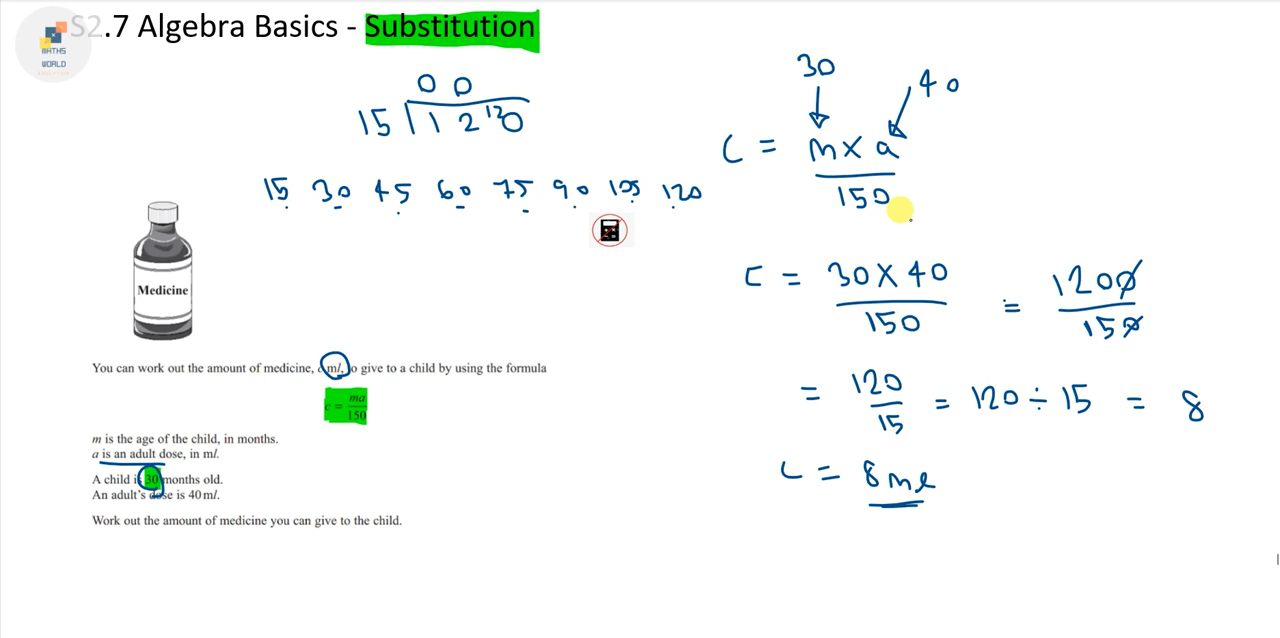 S2.7 Algebra Basics - Substitution
MATHS
WORLD
EDUCATION
0 0
15 1 2 120
15 30 45 60 75 90 105 120
30
40
C = m x a
150
Medicine
C = 30 x 40 = 1200
150 150
You can work out the amount of medicine, c ml, to give to a child by using the formula
c = ma
150
= 120 = 120 ÷ 15 = 8
15
m is the age of the child, in months.
a is an adult dose, in ml.
A child is 30 months old.
An adult's dose is 40 ml.
C = 8 ml
Work out the amount of medicine you can give to the child.